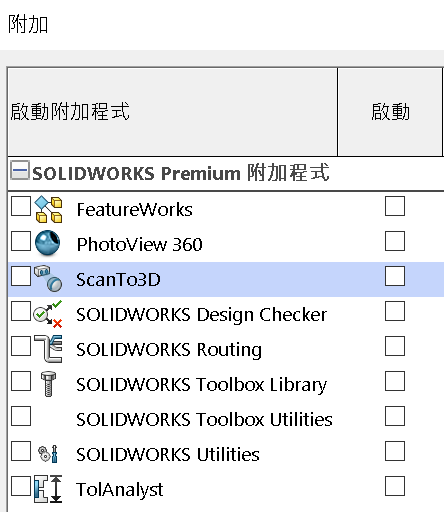 附加
啟動附加程式 啟動
SOLIDWORKS Premium 附加程式
FeatureWorks
PhotoView 360
ScanTo3D
SOLIDWORKS Design Checker
SOLIDWORKS Routing
SOLIDWORKS Toolbox Library
SOLIDWORKS Toolbox Utilities
SOLIDWORKS Utilities
TolAnalyst